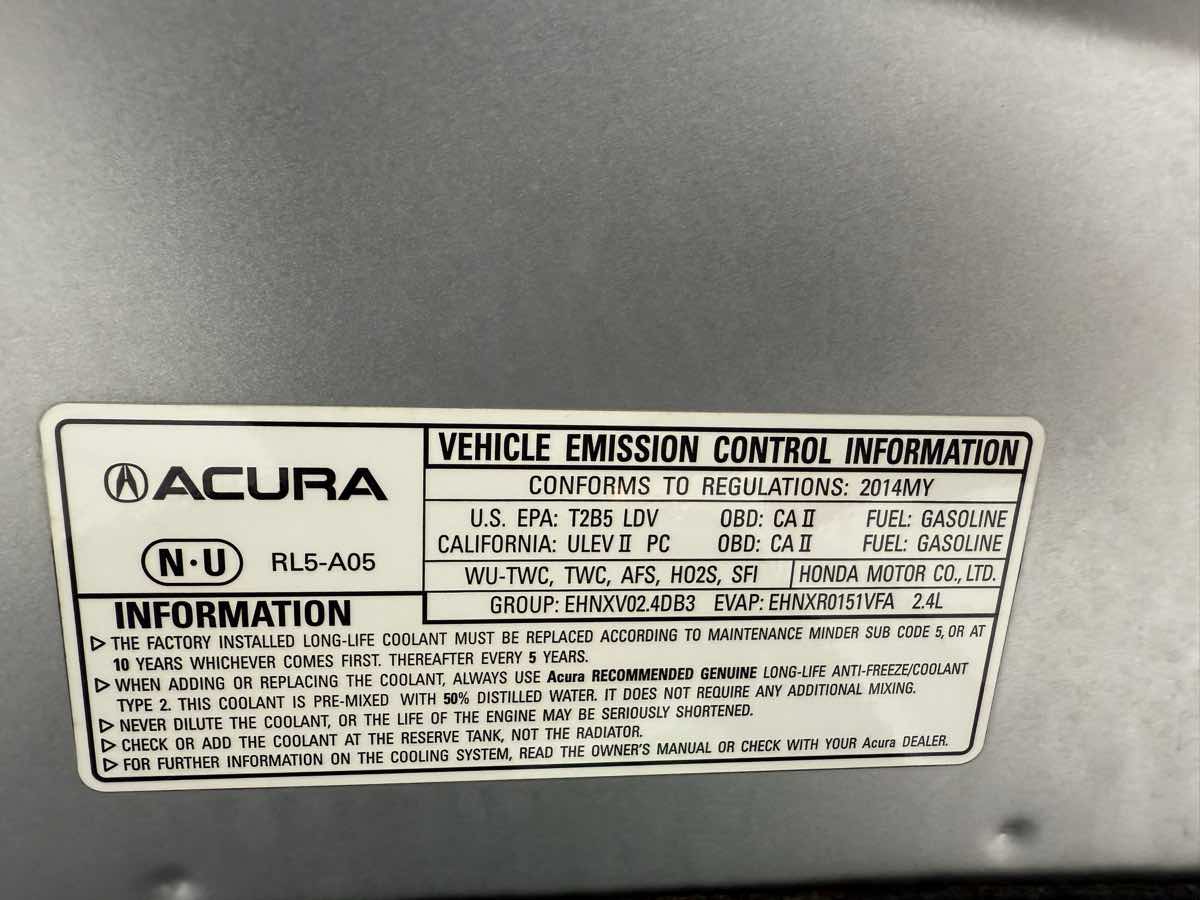 ACURA
N·U RL5-A05
VEHICLE EMISSION CONTROL INFORMATION
CONFORMS TO REGULATIONS: 2014MY
U.S. EPA: T2B5 LDV OBD: CA II FUEL: GASOLINE
CALIFORNIA: ULEV II PC OBD: CA II FUEL: GASOLINE
WU-TWC, TWC, AFS, HO2S, SFI HONDA MOTOR CO., LTD.
GROUP: EHNXV02.4DB3 EVAP: EHNXR0151VFA 2.4L
INFORMATION
▷ THE FACTORY INSTALLED LONG-LIFE COOLANT MUST BE REPLACED ACCORDING TO MAINTENANCE MINDER SUB CODE 5, OR AT
10 YEARS WHICHEVER COMES FIRST. THEREAFTER EVERY 5 YEARS.
▷ WHEN ADDING OR REPLACING THE COOLANT, ALWAYS USE Acura RECOMMENDED GENUINE LONG-LIFE ANTI-FREEZE/COOLANT
TYPE 2. THIS COOLANT IS PRE-MIXED WITH 50% DISTILLED WATER. IT DOES NOT REQUIRE ANY ADDITIONAL MIXING.
▷ NEVER DILUTE THE COOLANT, OR THE LIFE OF THE ENGINE MAY BE SERIOUSLY SHORTENED.
▷ CHECK OR ADD THE COOLANT AT THE RESERVE TANK, NOT THE RADIATOR.
▷ FOR FURTHER INFORMATION ON THE COOLING SYSTEM, READ THE OWNER'S MANUAL OR CHECK WITH YOUR Acura DEALER.